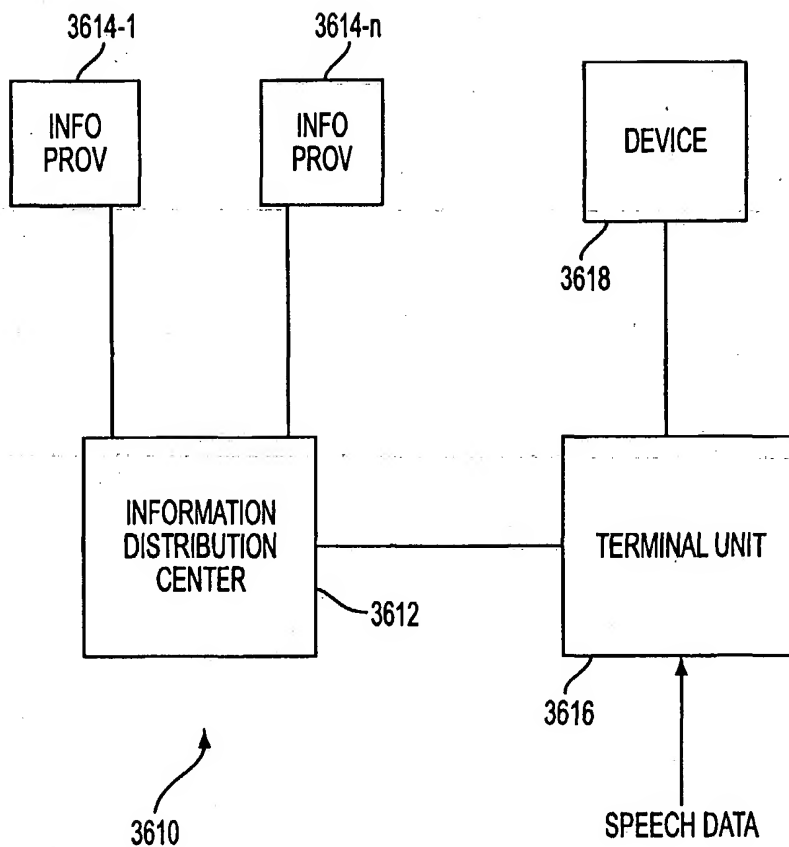 3614-1
3614-n
INFO
PROV
INFO
PROV
DEVICE
3618
INFORMATION
DISTRIBUTION
CENTER
TERMINAL UNIT
3612
3616
3610
SPEECH DATA